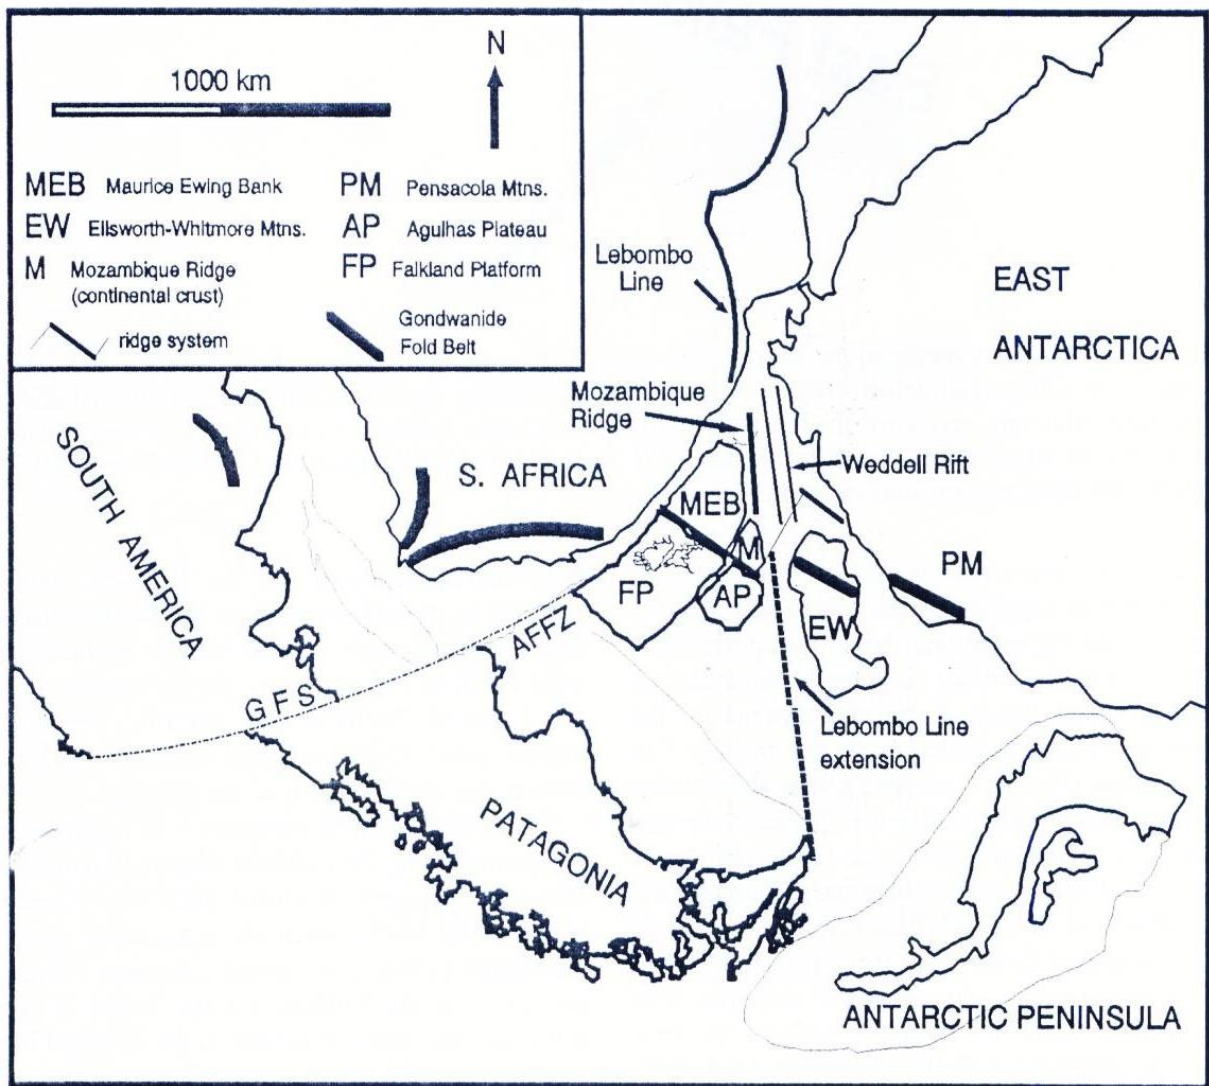 1000 km
N
MEB Maurice Ewing Bank
PM Pensacola Mtns.
EW Ellsworth-Whitmore Mtns.
AP Agulhas Plateau
M Mozambique Ridge
(continental crust)
FP Falkland Platform
ridge system
Gondwanide
Fold Belt
Lebombo
Line
EAST
ANTARCTICA
Mozambique
Ridge
SOUTH AMERICA
S. AFRICA
Weddell Rift
MEB
M
PM
FP
AP
EW
AFFZ
GFS
Lebombo Line
extension
PATAGONIA
ANTARCTIC PENINSULA